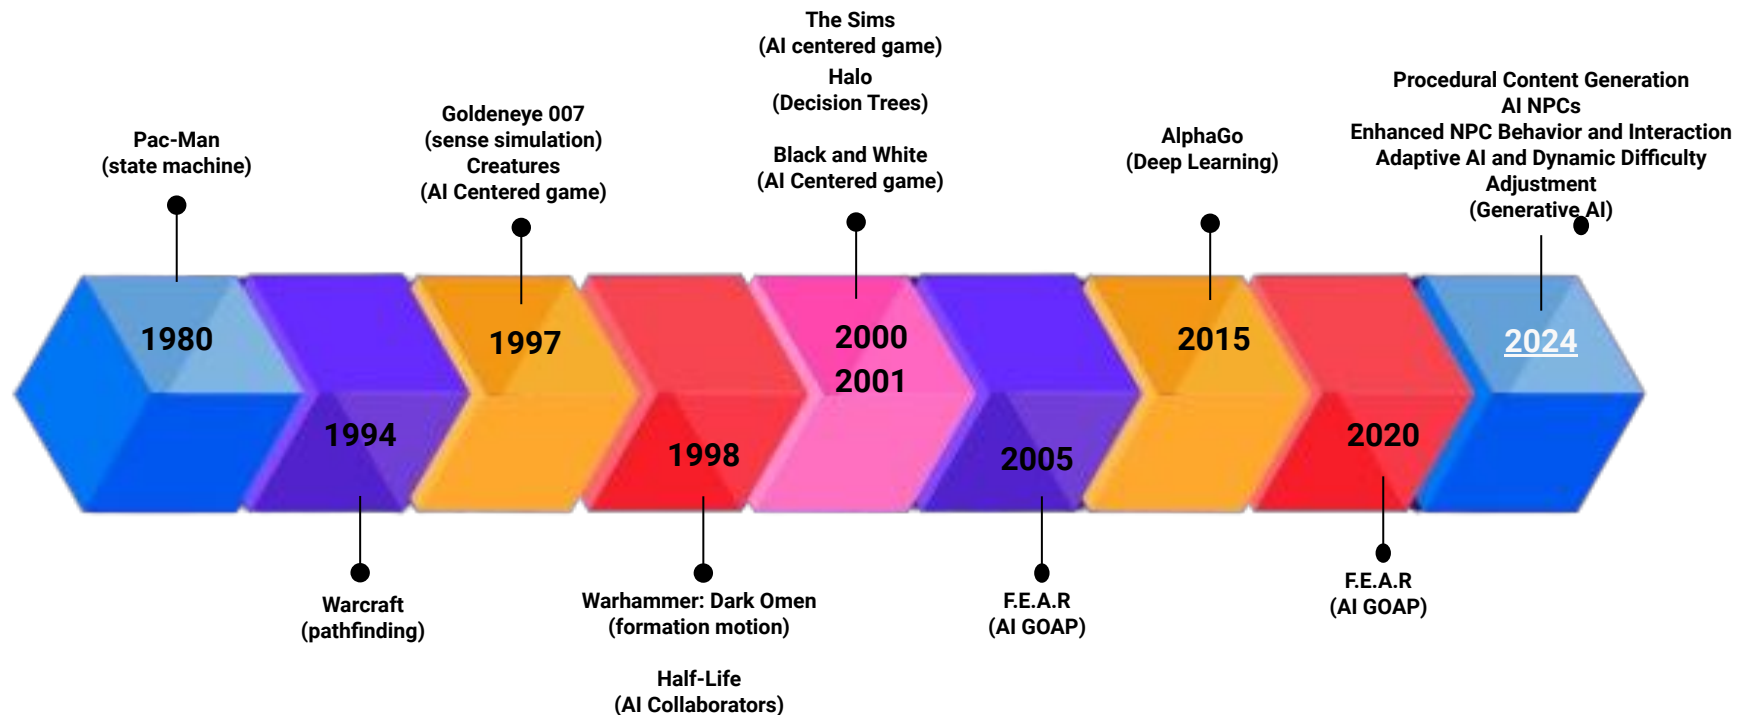 The Sims
(AI centered game)
Halo
(Decision Trees)
Black and White
(AI Centered game)
Pac-Man
(state machine)
Goldeneye 007
(sense simulation)
Creatures
(AI Centered game)
AlphaGo
(Deep Learning)
Procedural Content Generation
AI NPCs
Enhanced NPC Behavior and Interaction
Adaptive AI and Dynamic Difficulty
Adjustment
(Generative AI)
1980
1994
1997
1998
2000
2001
2005
2015
2020
2024
Warcraft
(pathfinding)
Warhammer: Dark Omen
(formation motion)
Half-Life
(AI Collaborators)
F.E.A.R
(AI GOAP)
F.E.A.R
(AI GOAP)